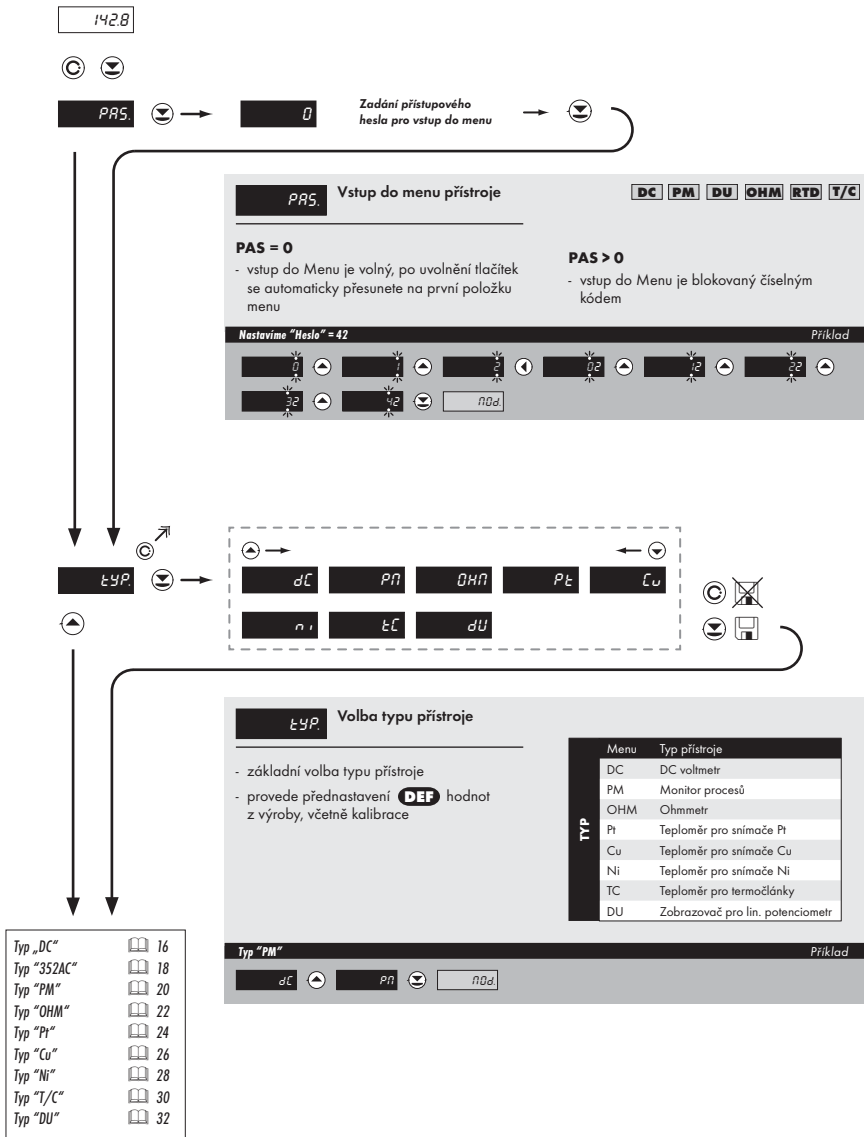 142.8
PAS.
0
Zadání přístupového
hesla pro vstup do menu
PAS.
Vstup do menu přístroje
DC PM DU OHM RTD T/C
PAS = 0
- vstup do Menu je volný, po uvolnění tlačítek
se automaticky přesunete na první položku
menu
PAS > 0
- vstup do Menu je blokovaný číselným
kódem
Nastavíme "Heslo" = 42
Příklad
0 1 2 02 12 22
32 42 MOd.
tYP.
dC PM OHM Pt Cu
ni tC dU
tYP.
Volba typu přístroje
- základní volba typu přístroje
- provede přednastavení DEF hodnot
z výroby, včetně kalibrace
TYP
Menu Typ přístroje
DC DC voltmetr
PM Monitor procesů
OHM Ohmmetr
Pt Teploměr pro snímače Pt
Cu Teploměr pro snímače Cu
Ni Teploměr pro snímače Ni
TC Teploměr pro termočlánky
DU Zobrazovač pro lin. potenciometr
Typ "PM"
Příklad
dC PM MOd.
Typ „DC" 16
Typ "352AC" 18
Typ "PM" 20
Typ "OHM" 22
Typ "Pt" 24
Typ "Cu" 26
Typ "Ni" 28
Typ "T/C" 30
Typ "DU" 32